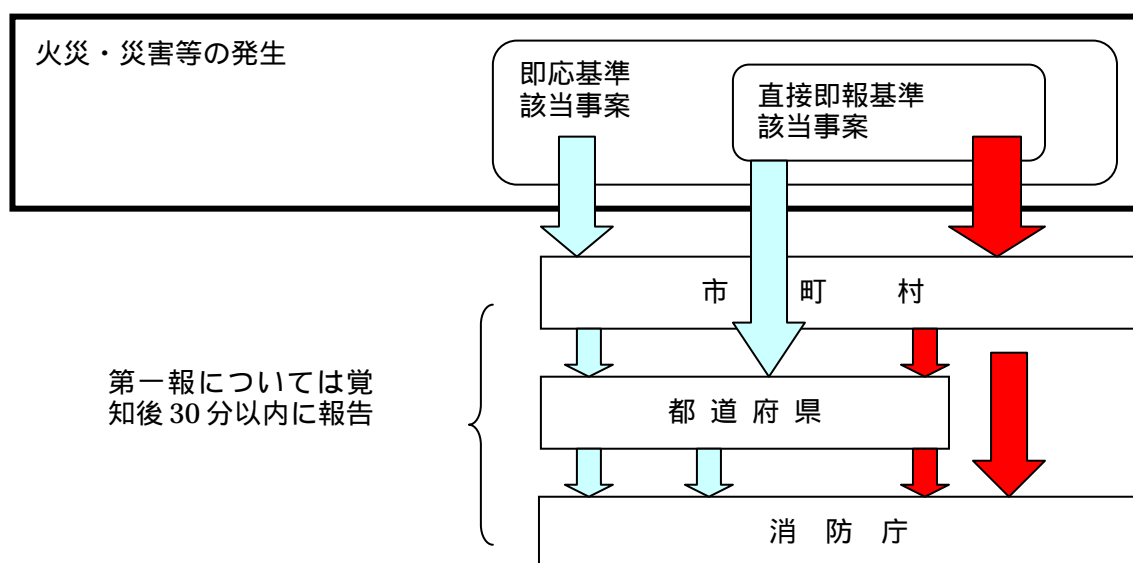 火災・災害等の発生
即応基準
該当事案
直接即報基準
該当事案
市町村
第一報については覚
知後30分以内に報告
都道府県
消防庁